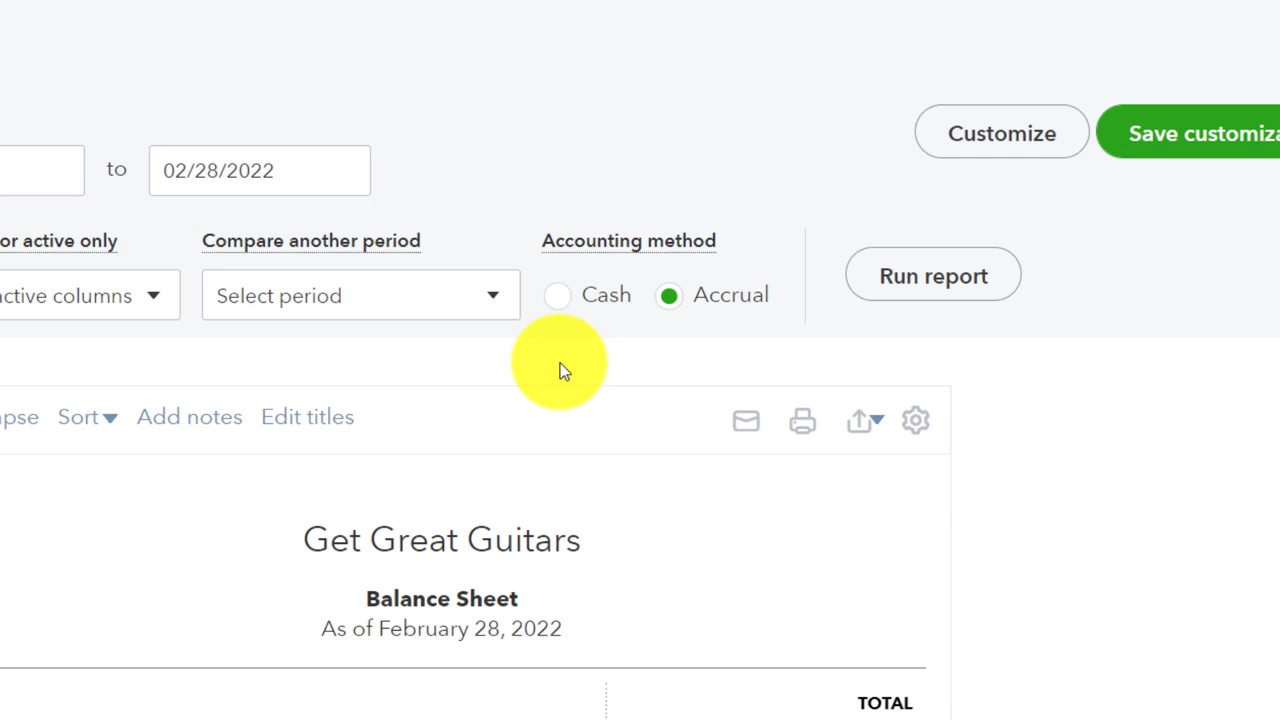 Customize
Save customiza
to
02/28/2022
or active only
Compare another period
Accounting method
active columns
Select period
Cash
Accrual
Run report
apse
Sort
Add notes
Edit titles
Get Great Guitars
Balance Sheet
As of February 28, 2022
TOTAL